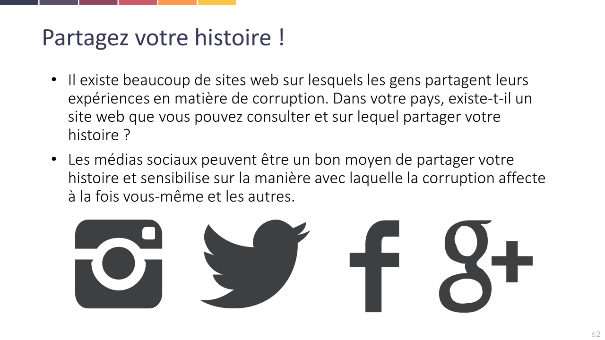 Partagez votre histoire !
• Il existe beaucoup de sites web sur lesquels les gens partagent leurs
expériences en matière de corruption. Dans votre pays, existe-t-il un
site web que vous pouvez consulter et sur lequel partager votre
histoire ?
• Les médias sociaux peuvent être un bon moyen de partager votre
histoire et sensibilise sur la manière avec laquelle la corruption affecte
à la fois vous-même et les autres.
f g+
62